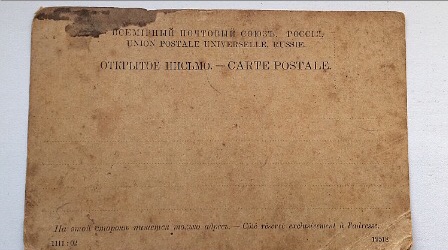 ВСЕМІРНЫЙ ПОЧТОВЫЙ СОЮЗЪ. РОССІЯ.
UNION POSTALE UNIVERSELLE, RUSSIE.
ОТКРЫТОЕ ПИСЬМО. — CARTE POSTALE.
На этой сторонѣ пишется только адресъ. — Côté réservé exclusivement à l'adresse.